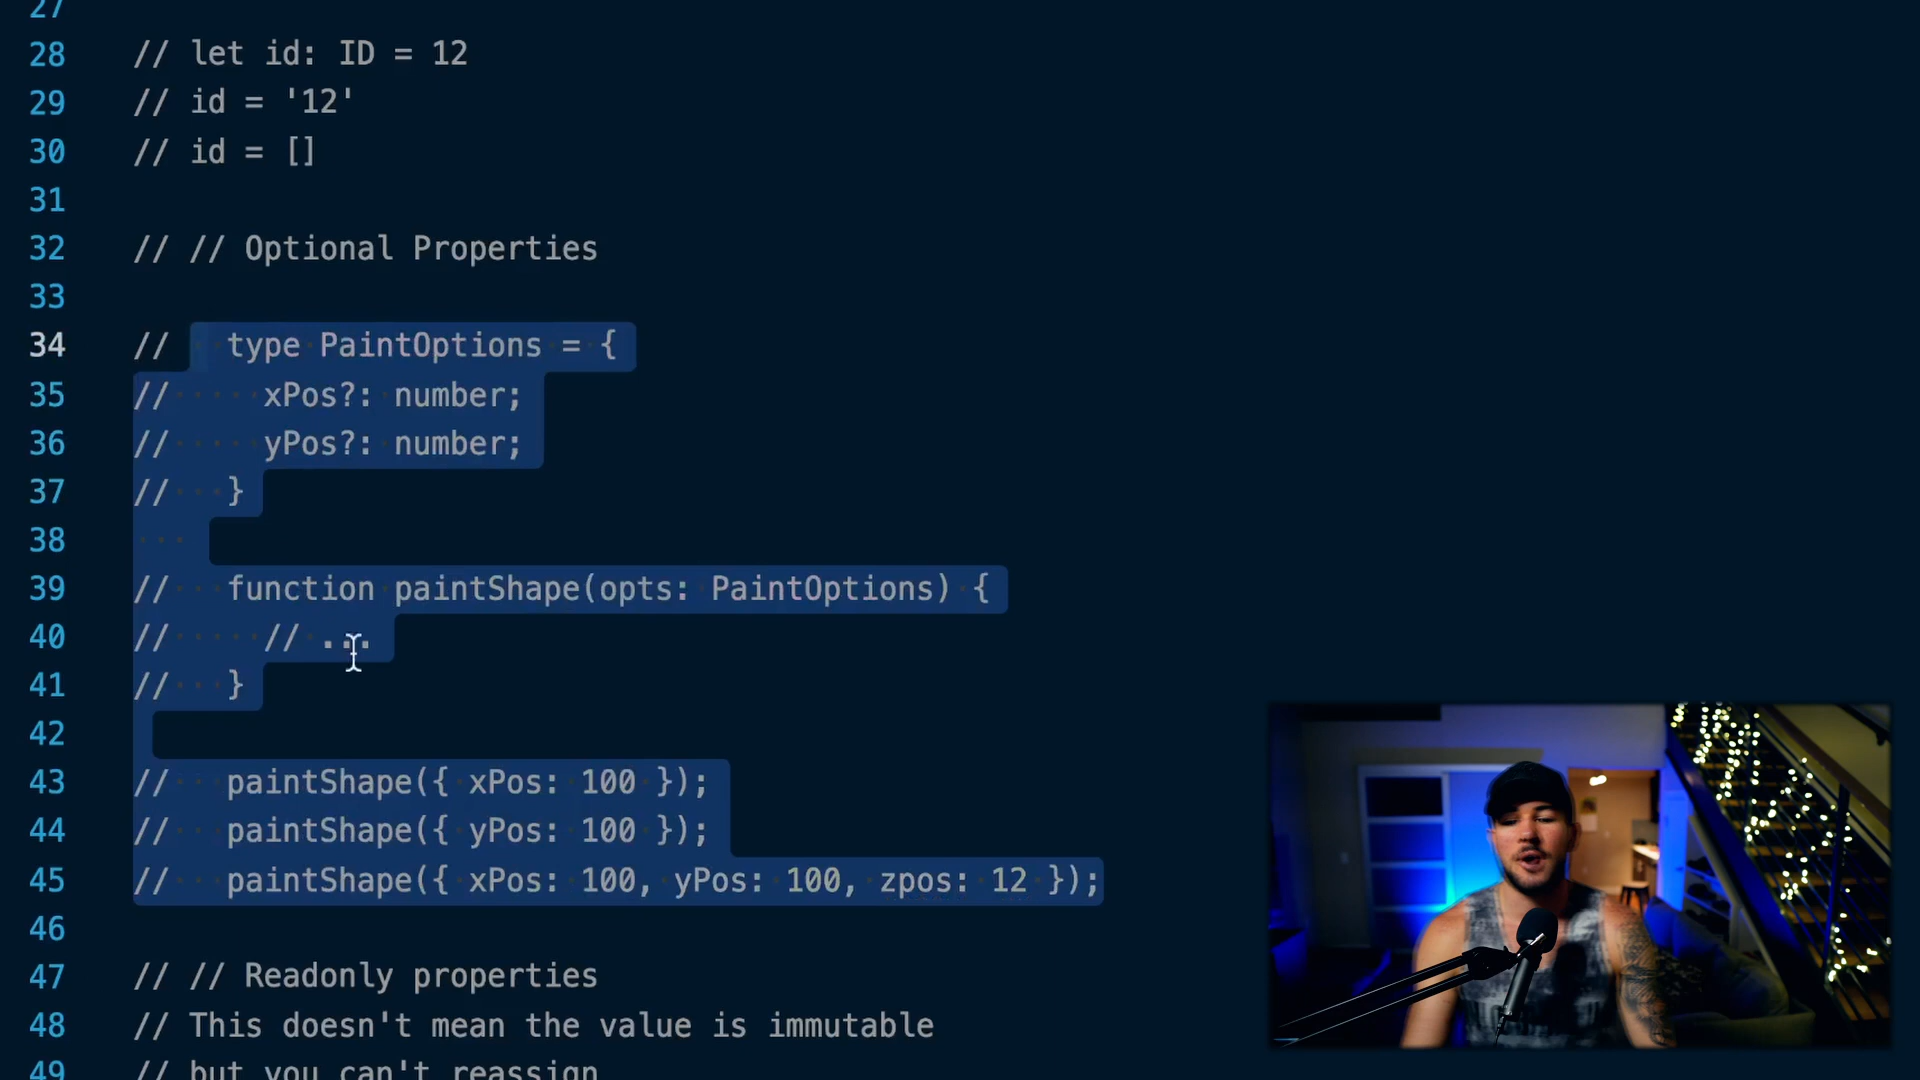 27
28 // let id: ID = 12
29 // id = '12'
30 // id = []
31
32 // // Optional Properties
33
34 // type PaintOptions = {
35 // xPos?: number;
36 // yPos?: number;
37 // }
38
39 // function paintShape(opts: PaintOptions) {
40 // // ...
41 // }
42
43 // paintShape({ xPos: 100 });
44 // paintShape({ yPos: 100 });
45 // paintShape({ xPos: 100, yPos: 100, zpos: 12 });
46
47 // // Readonly properties
48 // This doesn't mean the value is immutable
49 // but you can't reassign